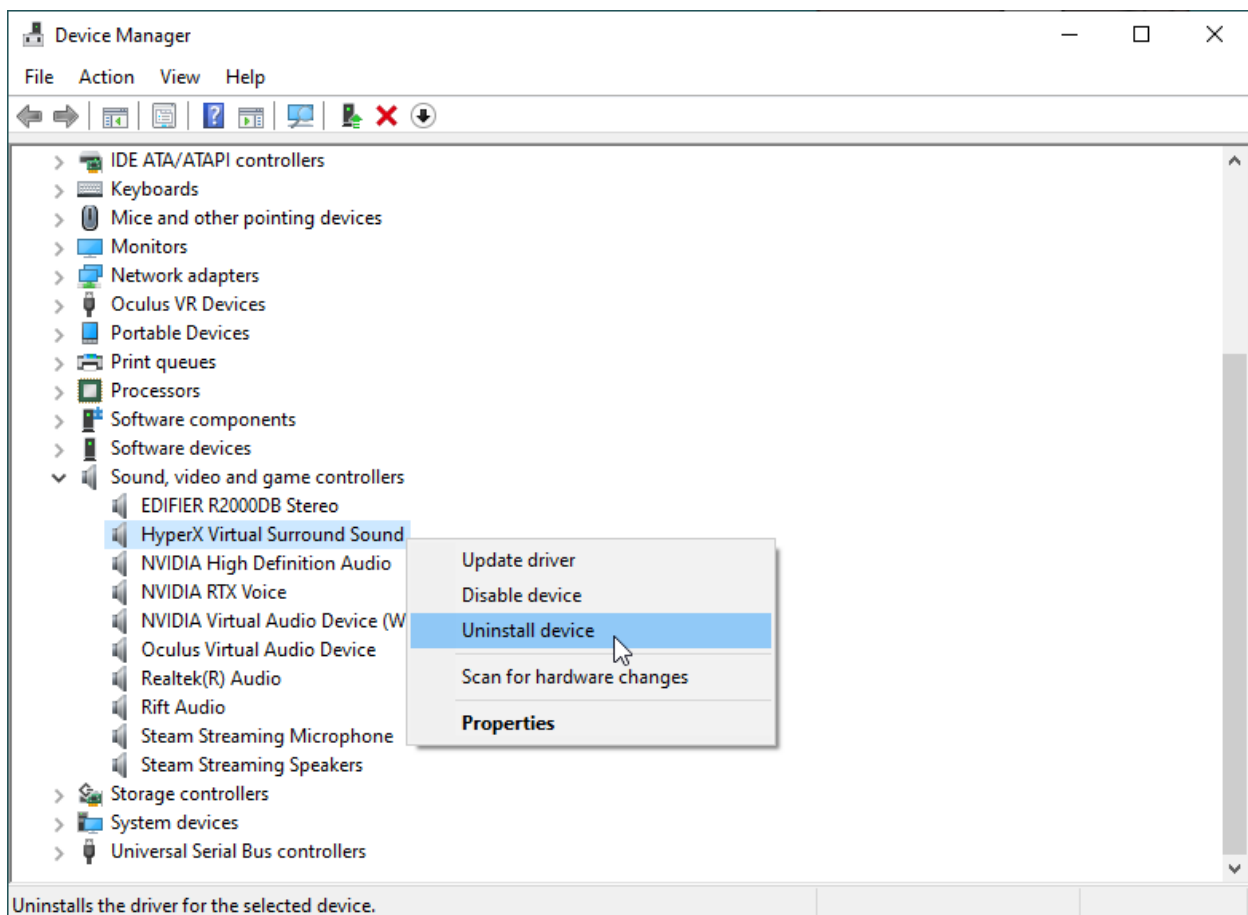 Device Manager
File Action View Help
IDE ATA/ATAPI controllers
Keyboards
Mice and other pointing devices
Monitors
Network adapters
Oculus VR Devices
Portable Devices
Print queues
Processors
Software components
Software devices
Sound, video and game controllers
EDIFIER R2000DB Stereo
HyperX Virtual Surround Sound
NVIDIA High Definition Audio
NVIDIA RTX Voice
NVIDIA Virtual Audio Device (W
Oculus Virtual Audio Device
Realtek(R) Audio
Rift Audio
Steam Streaming Microphone
Steam Streaming Speakers
Update driver
Disable device
Uninstall device
Scan for hardware changes
Properties
Storage controllers
System devices
Universal Serial Bus controllers
Uninstalls the driver for the selected device.